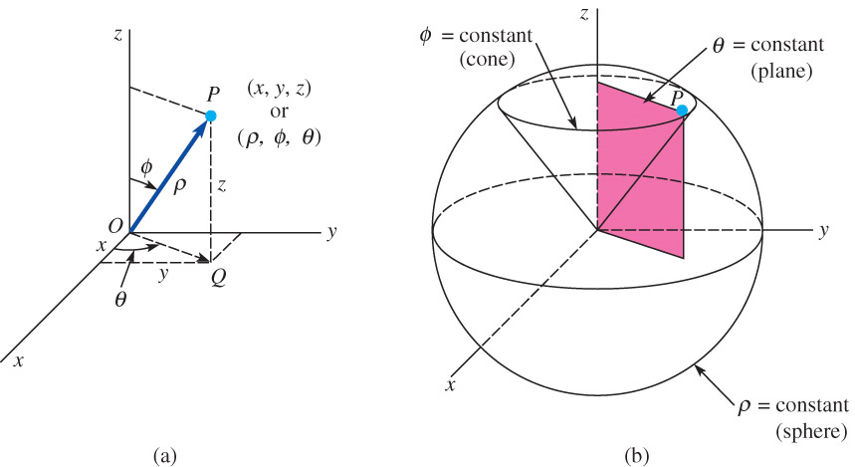 z
P
(x, y, z)
or
(ρ, ϕ, θ)
ϕ
ρ
z
O
x
y
y
Q
θ
x
(a)
z
ϕ = constant
(cone)
θ = constant
(plane)
P
y
x
ρ = constant
(sphere)
(b)